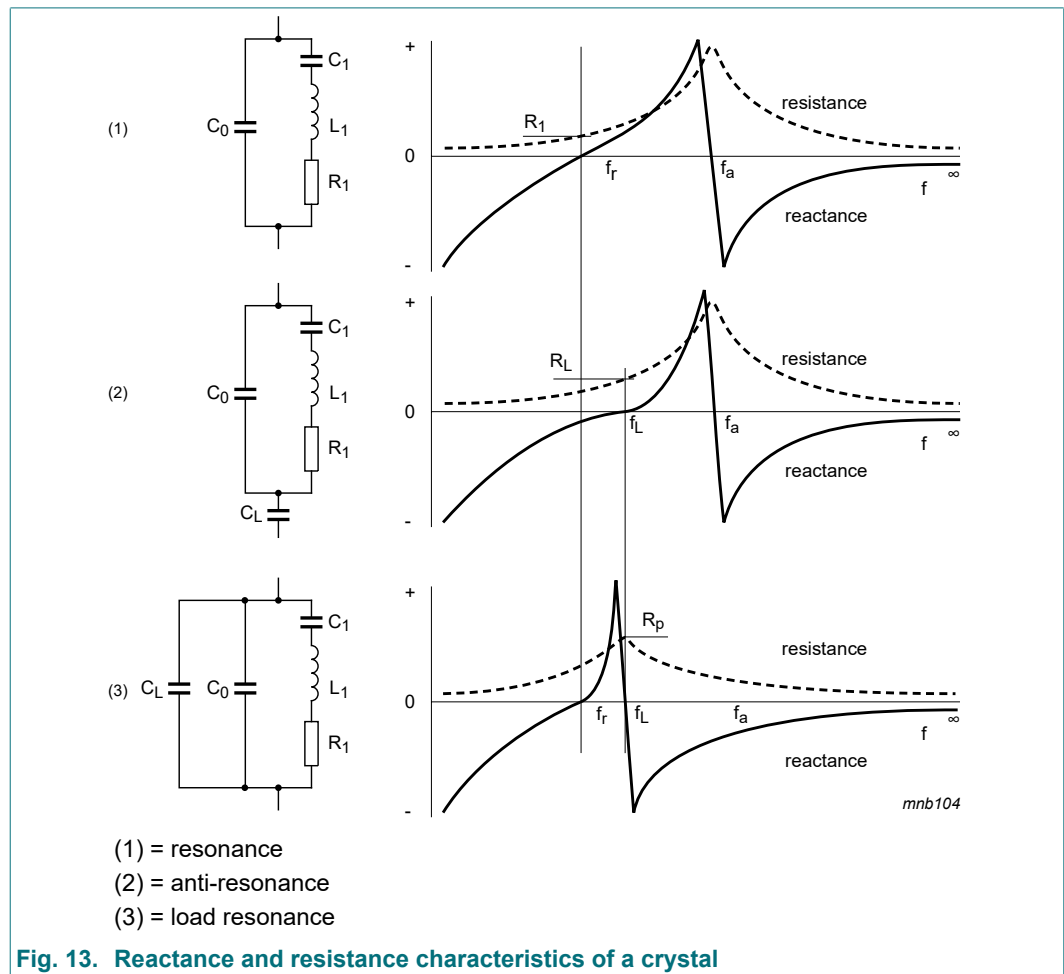 (1)
C0
C1
L1
R1
+
0
-
R1
fr
fa
f
∞
resistance
reactance
(2)
C0
C1
L1
R1
CL
+
0
-
RL
fL
fa
f
∞
resistance
reactance
(3)
CL
C0
C1
L1
R1
+
0
-
Rp
fr
fL
fa
f
∞
resistance
reactance
mnb104
(1) = resonance
(2) = anti-resonance
(3) = load resonance
Fig. 13. Reactance and resistance characteristics of a crystal